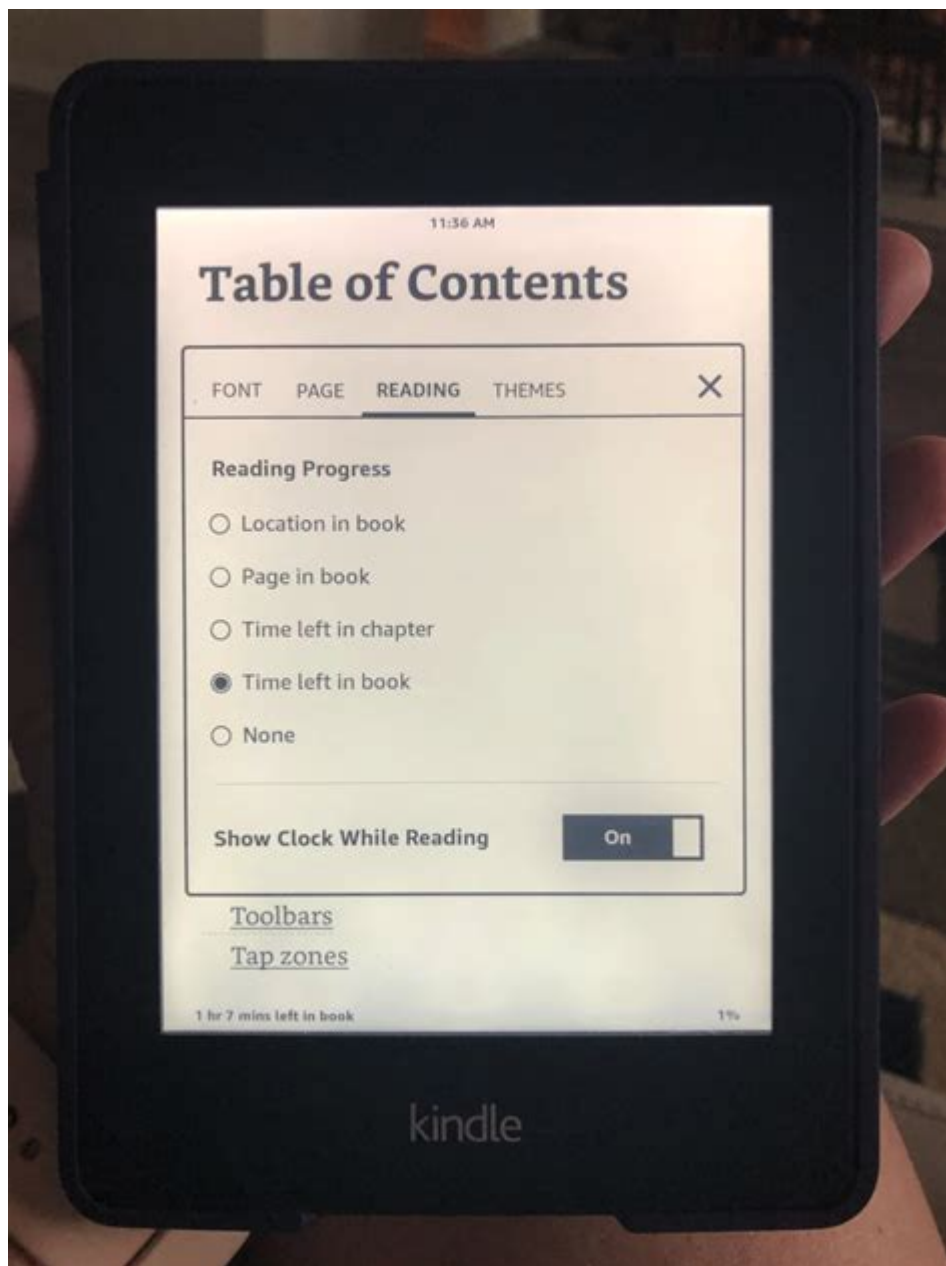 11:36 AM
Table of Contents
FONT PAGE READING THEMES
Reading Progress
Location in book
Page in book
Time left in chapter
Time left in book
None
Show Clock While Reading On
Toolbars
Tap zones
1 hr 7 mins left in book 1%
kindle